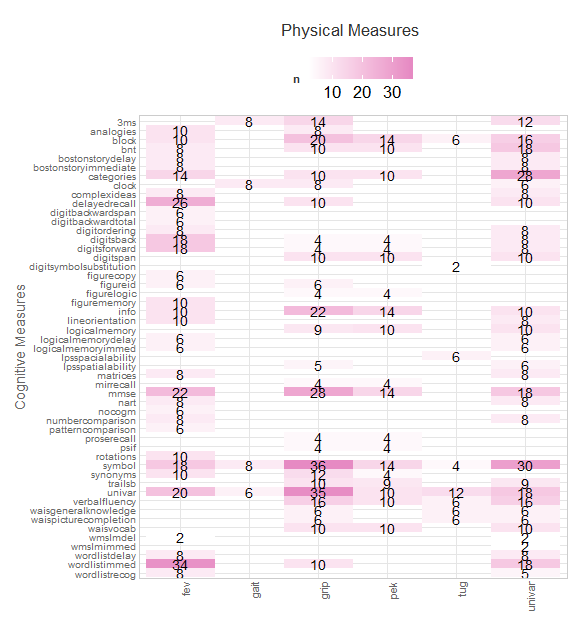 Physical Measures
n
10 20 30
Cognitive Measures
3ms 8 14 12
analogies 10 8
block 10 20 14 6 16
bnt 8 10 10 18
bostonstorydelay 8 8
bostonstoryimmediate 8 8
categories 14 10 10 28
clock 8 8 6
complexideas 8 8
delayedrecall 26 10 10
digitbackwardspan 6
digitbackwardtotal 6
digitordering 8 8
digitsback 18 4 4 8
digitsforward 18 4 4 8
digitspan 10 10 10
digitsymbolsubstitution 2
figurecopy 6
figureid 6 6
figurelogic 4 4
figurememory 10
info 10 22 14 10
lineorientation 10 8
logicalmemory 9 10 10
logicalmemorydelay 6 6
logicalmemoryimmed 6 6
lpsspacialability 6
lpsspatialability 5 6
matrices 8 8
mirrecall 4 4
mmse 22 28 14 18
nart 8 8
nocogm 6
numbercomparison 8 8
patterncomparison 6
proserecall 4 4
psif 4 4
rotations 10
symbol 18 8 36 14 4 30
synonyms 10 12 4
trailsb 10 9 9
univar 20 6 35 10 12 18
verbalfluency 16 10 6 16
waisgeneralknowledge 6 6 6
waispicturecompletion 6 6 6
waisvocab 10 10 10
wmslmdel 2 2
wmslmimmed 2
wordlistdelay 8 8
wordlistimmed 34 10 18
wordlistrecog 8 5
fev gait grip pek tug univar